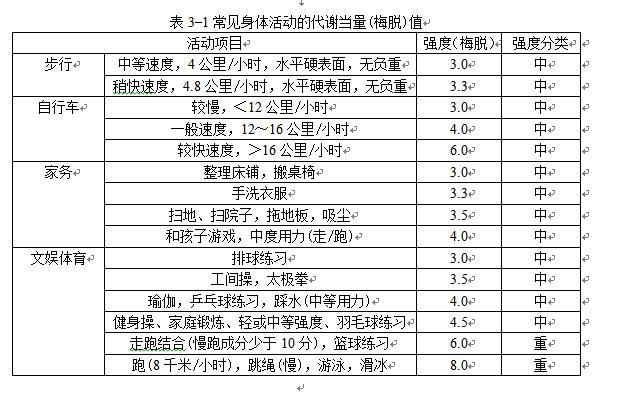 表 3–1 常见身体活动的代谢当量(梅脱)值
活动项目 强度(梅脱) 强度分类
步行 中等速度，4 公里/小时，水平硬表面，无负重 3.0 中
稍快速度，4.8 公里/小时，水平硬表面，无负重 3.3 中
自行车 较慢，＜12 公里/小时 3.0 中
一般速度，12～16 公里/小时 4.0 中
较快速度，＞16 公里/小时 6.0 中
家务 整理床铺，搬桌椅 3.0 中
手洗衣服 3.3 中
扫地、扫院子，拖地板，吸尘 3.5 中
和孩子游戏，中度用力(走/跑) 4.0 中
文娱体育 排球练习 3.0 中
工间操，太极拳 3.5 中
瑜伽，乒乓球练习，踩水(中等用力) 4.0 中
健身操、家庭锻炼、轻或中等强度、羽毛球练习 4.5 中
走跑结合(慢跑成分少于 10 分)，篮球练习 6.0 重
跑(8 千米/小时)，跳绳(慢)，游泳，滑冰 8.0 重